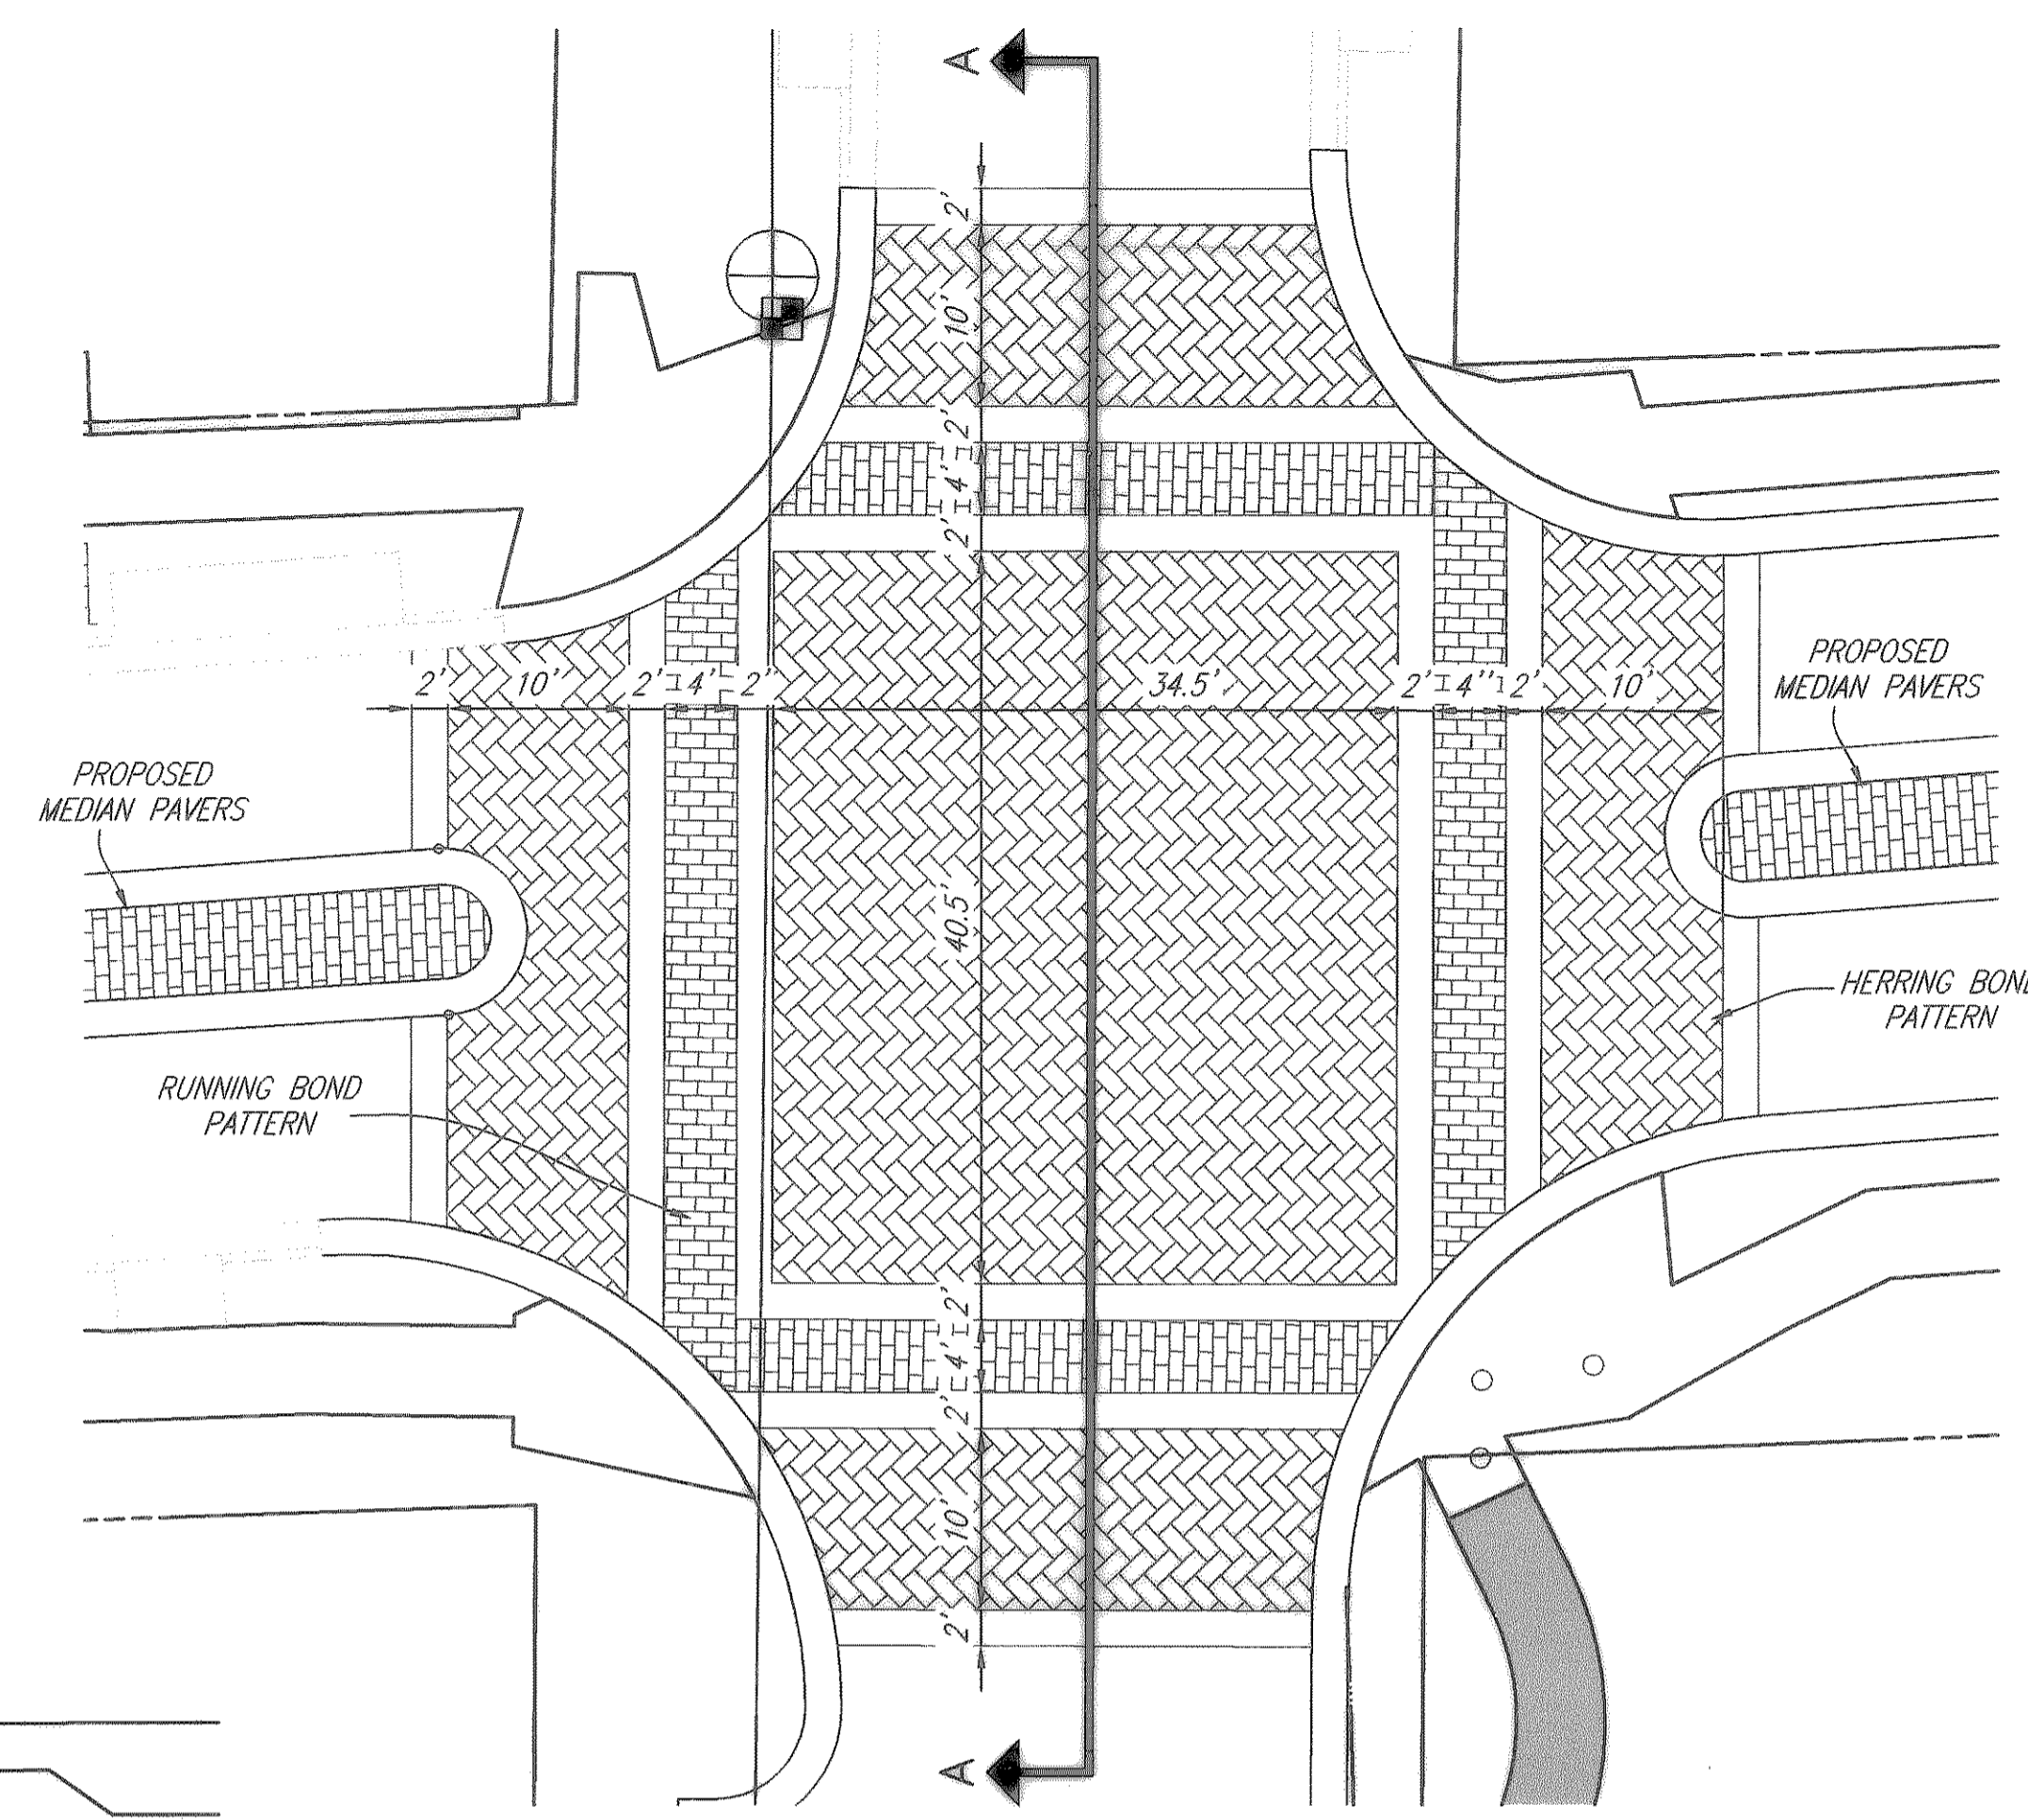 A
2'
10'
2'
4'
2'
2'
10'
2'
4'
2'
34.5'
2'
4''
2'
10'
PROPOSED
MEDIAN PAVERS
PROPOSED
MEDIAN PAVERS
40.5'
HERRING BOND
PATTERN
RUNNING BOND
PATTERN
2'
4'
2'
10'
2'
A